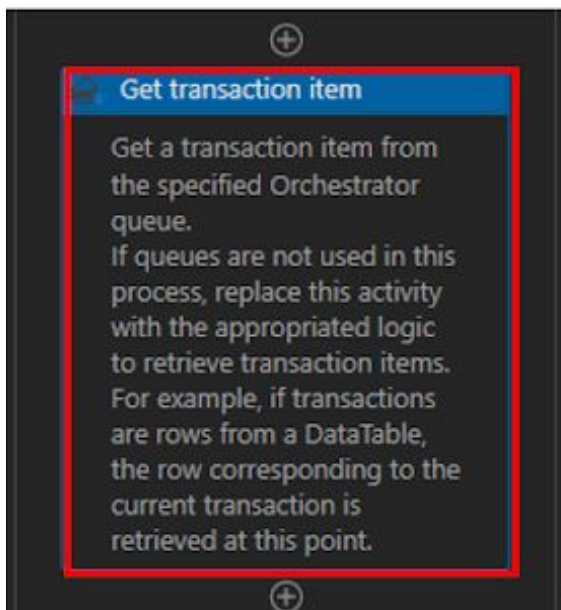 Get transaction item
Get a transaction item from
the specified Orchestrator
queue.
If queues are not used in this
process, replace this activity
with the appropriated logic
to retrieve transaction items.
For example, if transactions
are rows from a DataTable,
the row corresponding to the
current transaction is
retrieved at this point.